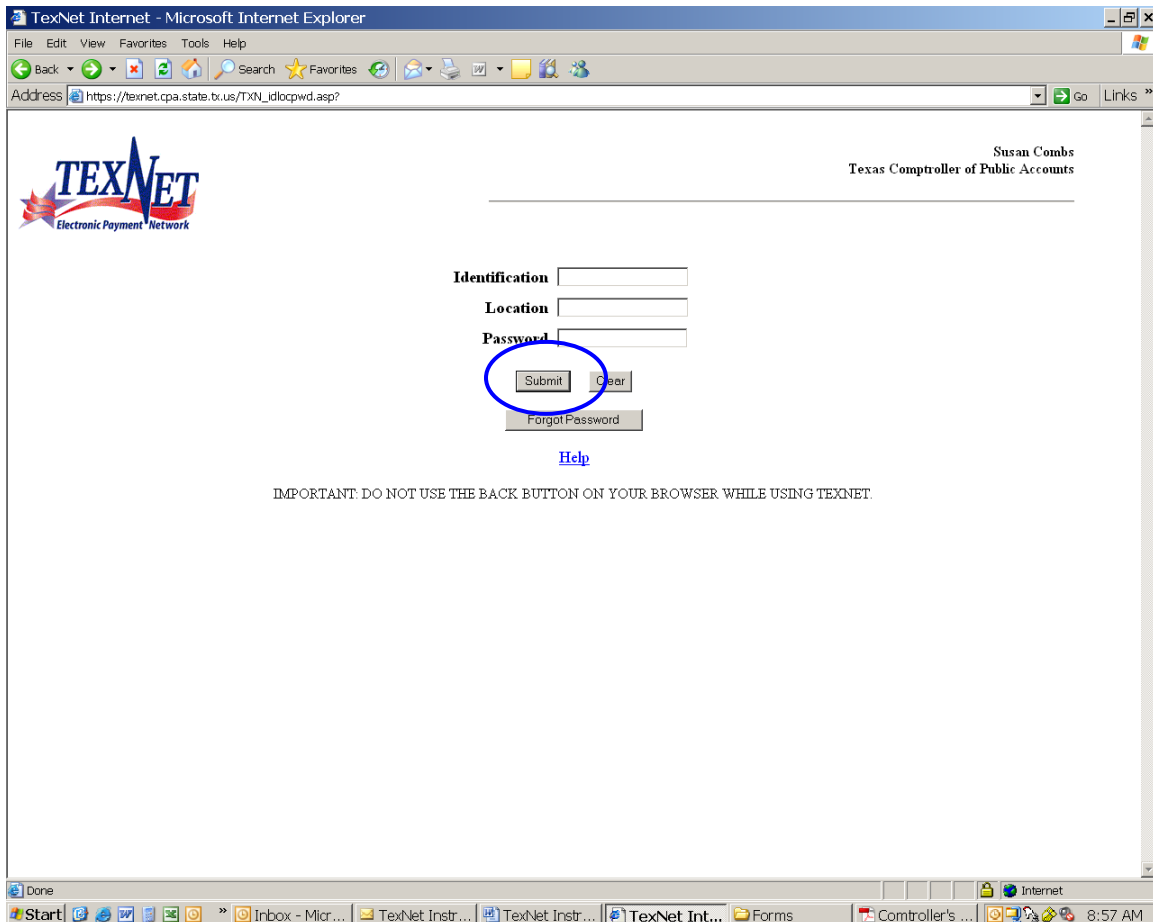 TexNet Internet - Microsoft Internet Explorer
File Edit View Favorites Tools Help
Back Search Favorites
Address https://texnet.cpa.state.tx.us/TXN_idlocpwd.asp? Go Links »
TEXNET
Electronic Payment Network
Susan Combs
Texas Comptroller of Public Accounts
Identification
Location
Password
Submit Clear
Forgot Password
Help
IMPORTANT: DO NOT USE THE BACK BUTTON ON YOUR BROWSER WHILE USING TEXNET.
Done Internet
Start » Inbox - Micr... TexNet Instr... TexNet Instr... TexNet Int... Forms Comtroller's ... 8:57 AM